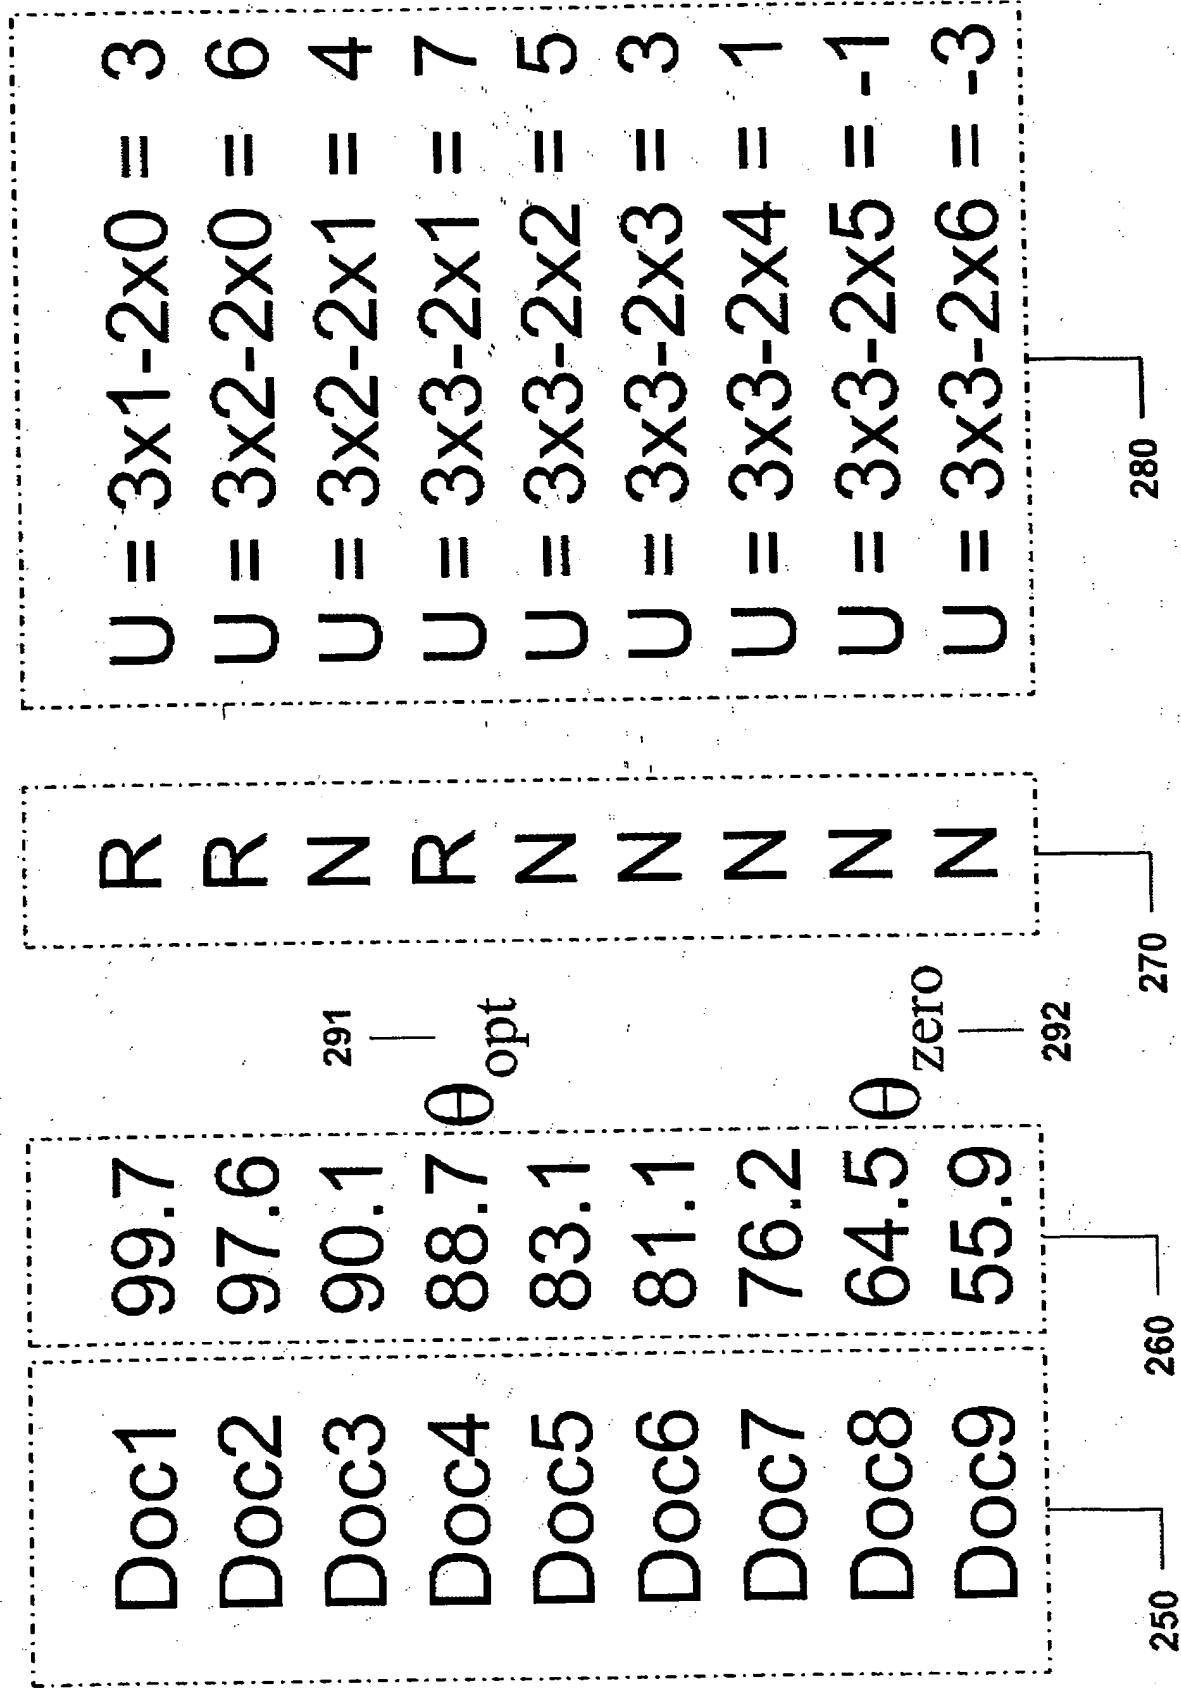 Doc1 99.7 R U = 3x1-2x0 = 3
Doc2 97.6 R U = 3x2-2x0 = 6
291
Doc3 90.1 N U = 3x2-2x1 = 4
Doc4 88.7 θopt R U = 3x3-2x1 = 7
Doc5 83.1 N U = 3x3-2x2 = 5
Doc6 81.1 N U = 3x3-2x3 = 3
Doc7 76.2 N U = 3x3-2x4 = 1
Doc8 64.5 θzero N U = 3x3-2x5 = -1
Doc9 55.9 N U = 3x3-2x6 = -3
292
250 260 270 280